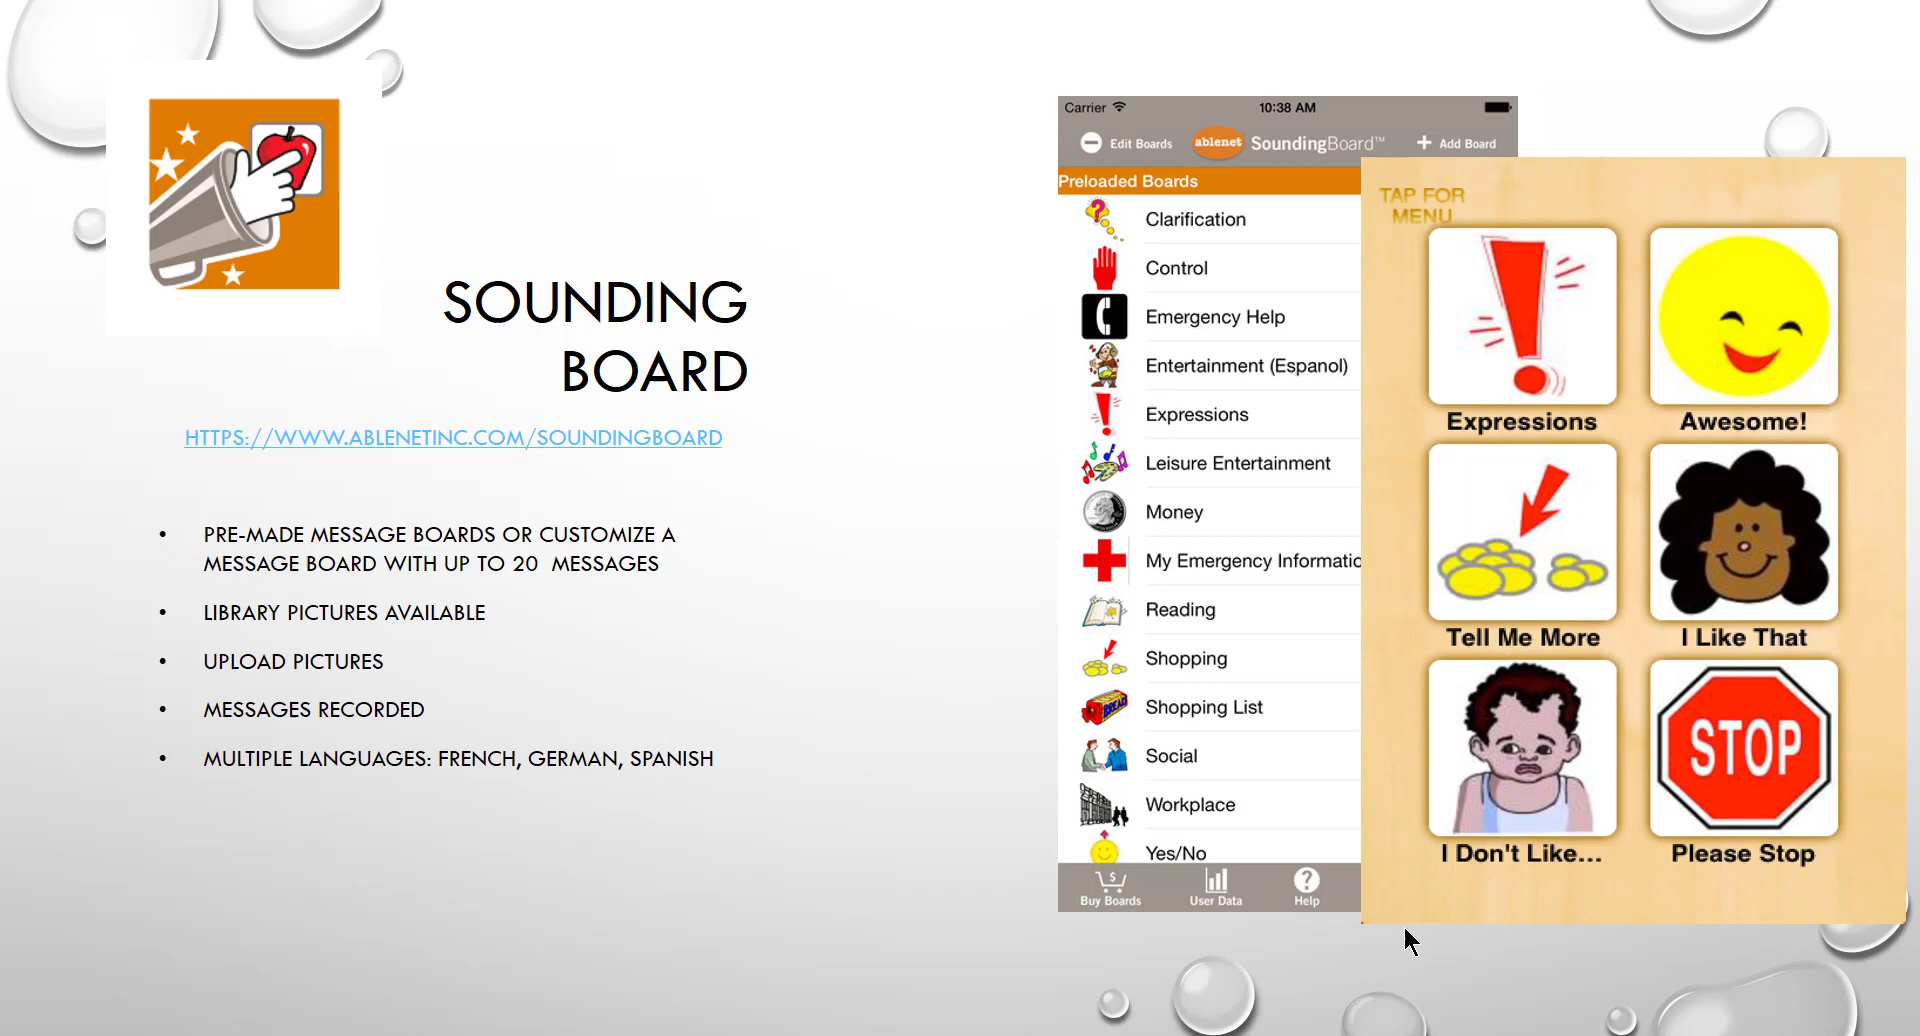 SOUNDING
BOARD
HTTPS://WWW.ABLENETINC.COM/SOUNDINGBOARD
• PRE-MADE MESSAGE BOARDS OR CUSTOMIZE A
MESSAGE BOARD WITH UP TO 20 MESSAGES
• LIBRARY PICTURES AVAILABLE
• UPLOAD PICTURES
• MESSAGES RECORDED
• MULTIPLE LANGUAGES: FRENCH, GERMAN, SPANISH
Carrier 10:38 AM
Edit Boards ablenet SoundingBoard™ Add Board
Preloaded Boards
Clarification
Control
Emergency Help
Entertainment (Espanol)
Expressions
Leisure Entertainment
Money
My Emergency Informatio
Reading
Shopping
BREAD
Shopping List
Social
Workplace
Yes/No
Buy Boards User Data Help
TAP FOR
MENU
Expressions Awesome!
Tell Me More I Like That
STOP
I Don't Like... Please Stop